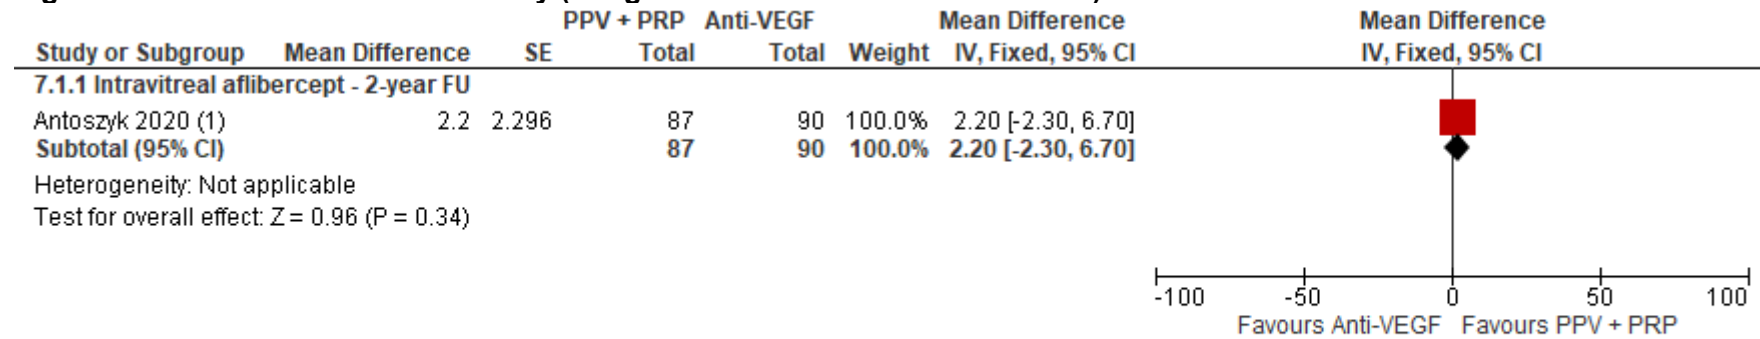 PPV + PRP Anti-VEGF Mean Difference Mean Difference
Study or Subgroup Mean Difference SE Total Total Weight IV, Fixed, 95% CI IV, Fixed, 95% CI
7.1.1 Intravitreal aflibercept - 2-year FU
Antoszyk 2020 (1) 2.2 2.296 87 90 100.0% 2.20 [-2.30, 6.70]
Subtotal (95% CI) 87 90 100.0% 2.20 [-2.30, 6.70]
Heterogeneity: Not applicable
Test for overall effect: Z = 0.96 (P = 0.34)
-100 -50 0 50 100
Favours Anti-VEGF Favours PPV + PRP